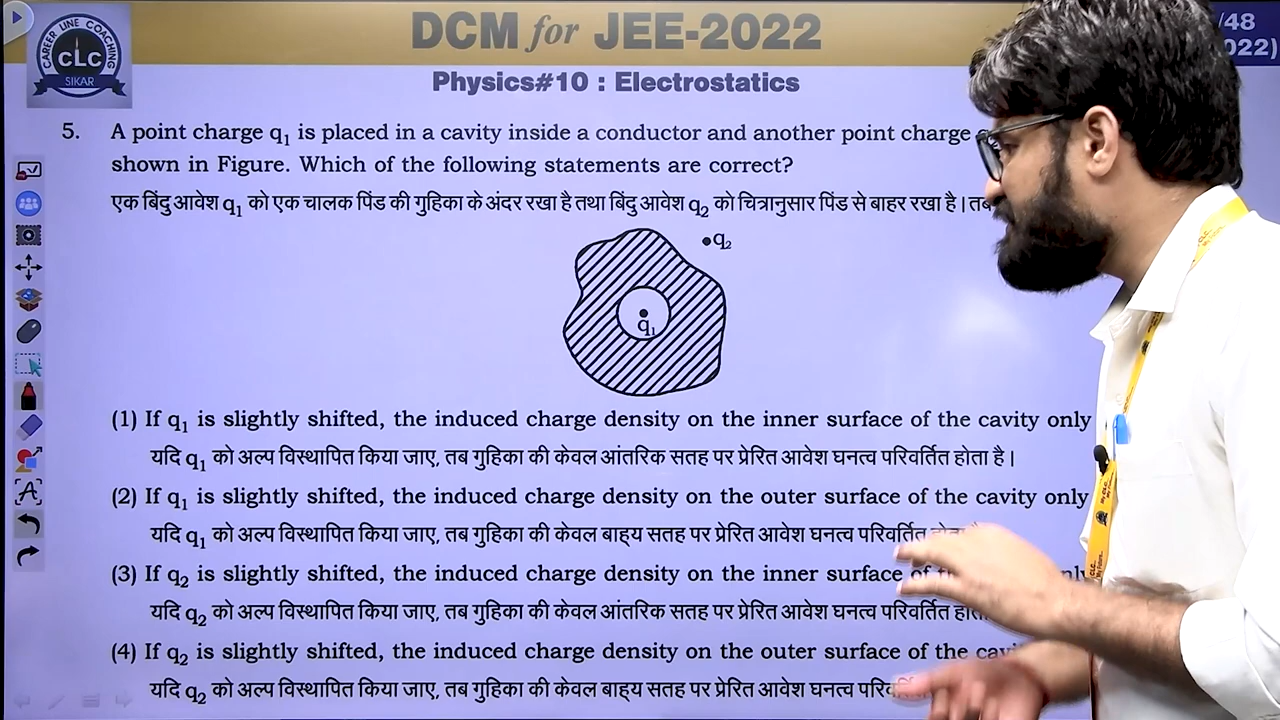 CAREER LINE COACHING
CLC
SIKAR
DCM for JEE-2022
/48
022)
Physics#10 : Electrostatics
5. A point charge q₁ is placed in a cavity inside a conductor and another point charge
shown in Figure. Which of the following statements are correct?
एक बिंदु आवेश q₁ को एक चालक पिंड की गुहिका के अंदर रखा है तथा बिंदु आवेश q₂ को चित्रानुसार पिंड से बाहर रखा है। तब
q₂
q₁
(1) If q₁ is slightly shifted, the induced charge density on the inner surface of the cavity only
यदि q₁ को अल्प विस्थापित किया जाए, तब गुहिका की केवल आंतरिक सतह पर प्रेरित आवेश घनत्व परिवर्तित होता है।
(2) If q₁ is slightly shifted, the induced charge density on the outer surface of the cavity only
यदि q₁ को अल्प विस्थापित किया जाए, तब गुहिका की केवल बाह्य सतह पर प्रेरित आवेश घनत्व परिवर्तित
(3) If q₂ is slightly shifted, the induced charge density on the inner surface of
यदि q₂ को अल्प विस्थापित किया जाए, तब गुहिका की केवल आंतरिक सतह पर प्रेरित आवेश घनत्व परिवर्तित
(4) If q₂ is slightly shifted, the induced charge density on the outer surface of the
यदि q₂ को अल्प विस्थापित किया जाए, तब गुहिका की केवल बाह्य सतह पर प्रेरित आवेश घनत्व